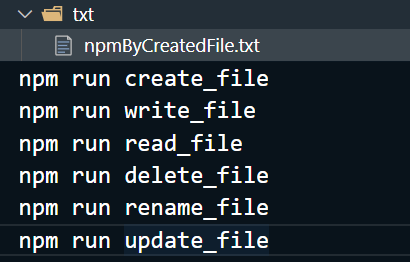 txt
npmByCreatedFile.txt
npm run create_file
npm run write_file
npm run read_file
npm run delete_file
npm run rename_file
npm run update_file